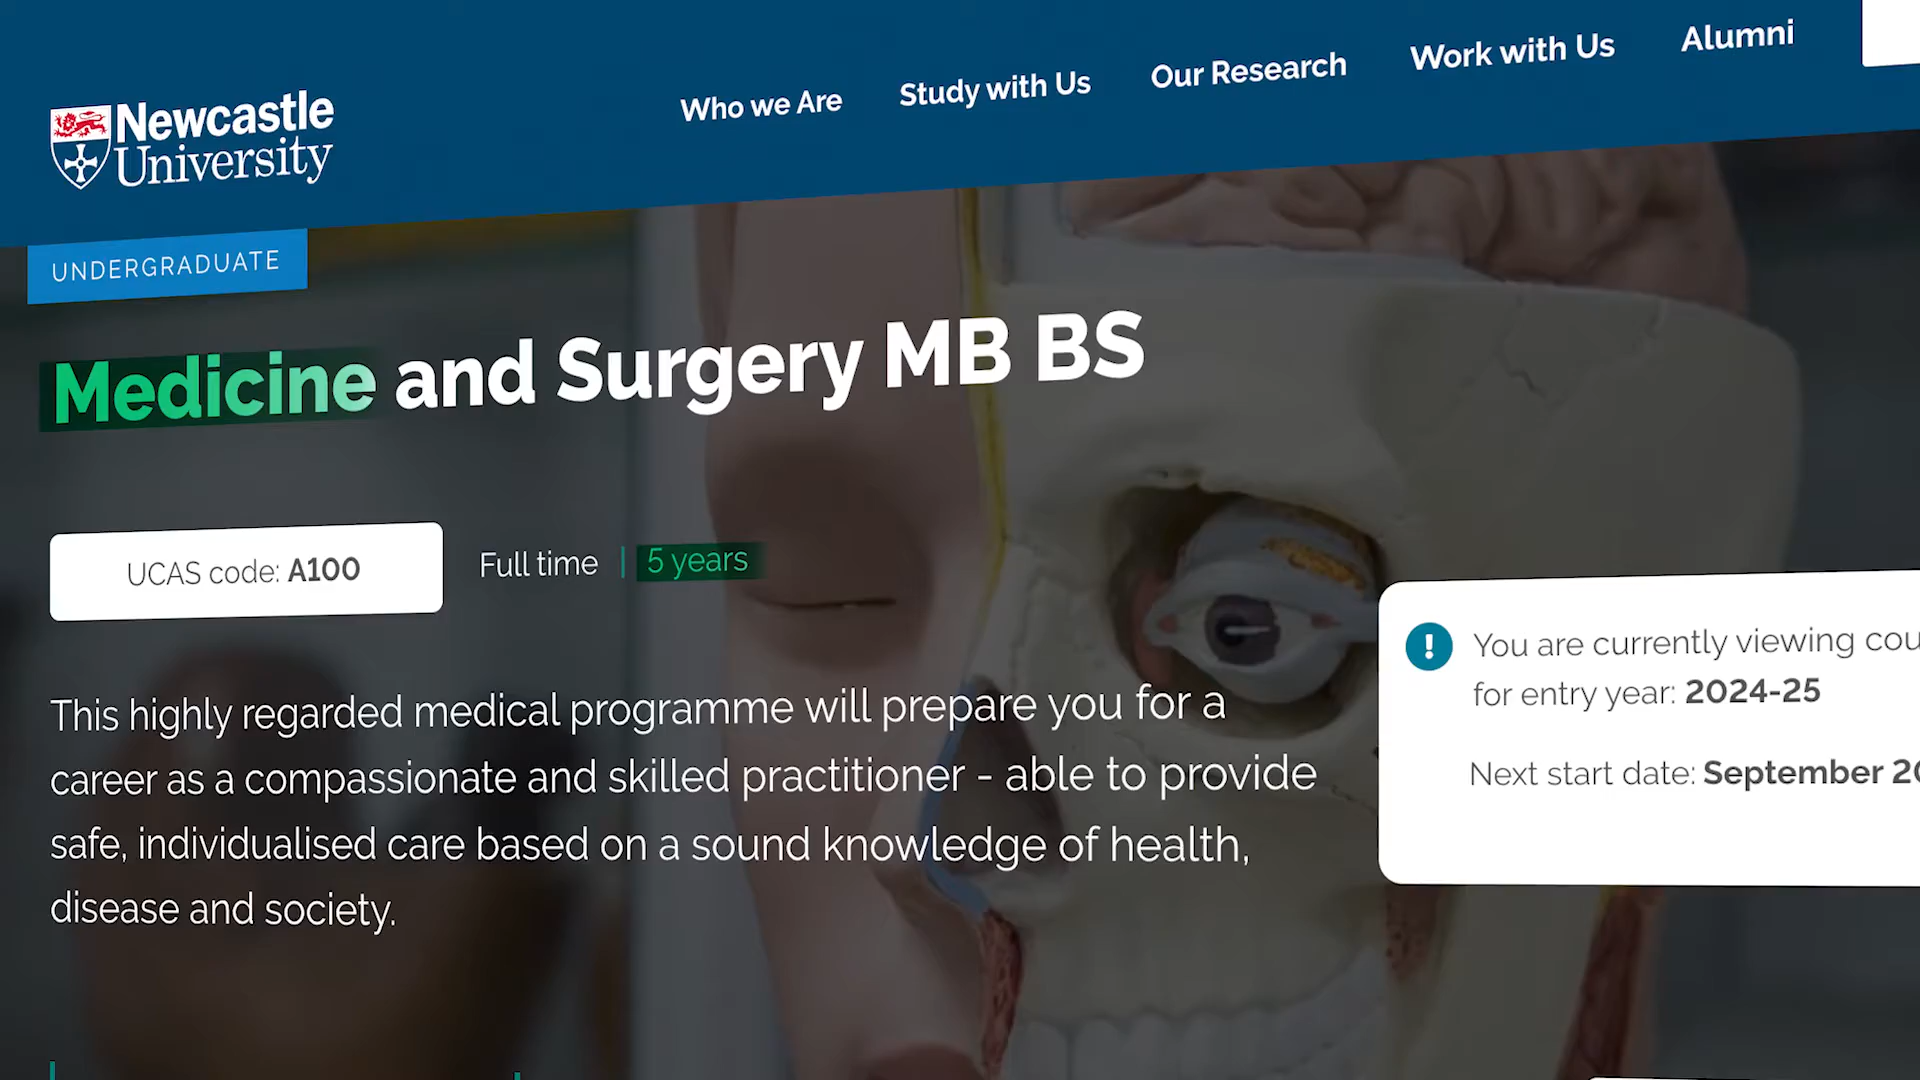 Newcastle
University
Who we Are
Study with Us
Our Research
Work with Us
Alumni
UNDERGRADUATE
Medicine and Surgery MB BS
UCAS code: A100
Full time
5 years
This highly regarded medical programme will prepare you for a
career as a compassionate and skilled practitioner - able to provide
safe, individualised care based on a sound knowledge of health,
disease and society.
You are currently viewing
for entry year: 2024-25
Next start date: September